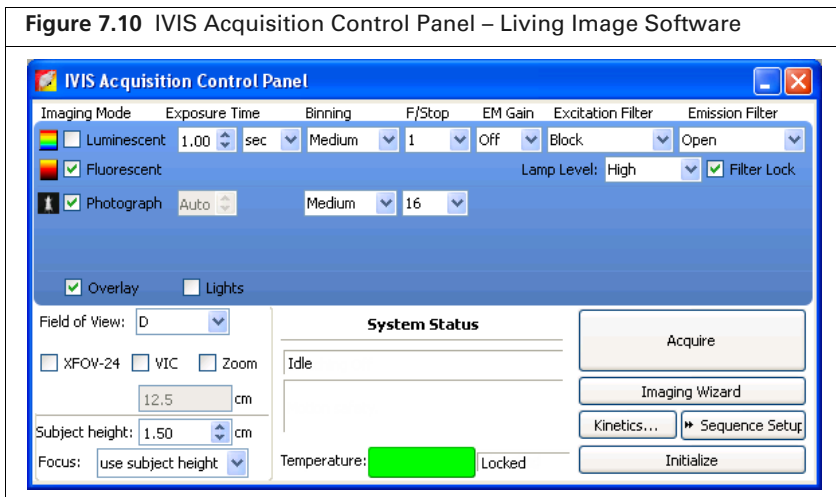 Figure 7.10 IVIS Acquisition Control Panel – Living Image Software
IVIS Acquisition Control Panel
Imaging Mode Exposure Time Binning F/Stop EM Gain Excitation Filter Emission Filter
Luminescent 1.00 sec Medium 1 Off Block Open
Fluorescent Lamp Level: High Filter Lock
Photograph Auto Medium 16
Overlay Lights
Field of View: D
XFOV-24 VIC Zoom
12.5 cm
Subject height: 1.50 cm
Focus: use subject height
System Status
Idle
Temperature: Locked
Acquire
Imaging Wizard
Kinetics... Sequence Setup
Initialize